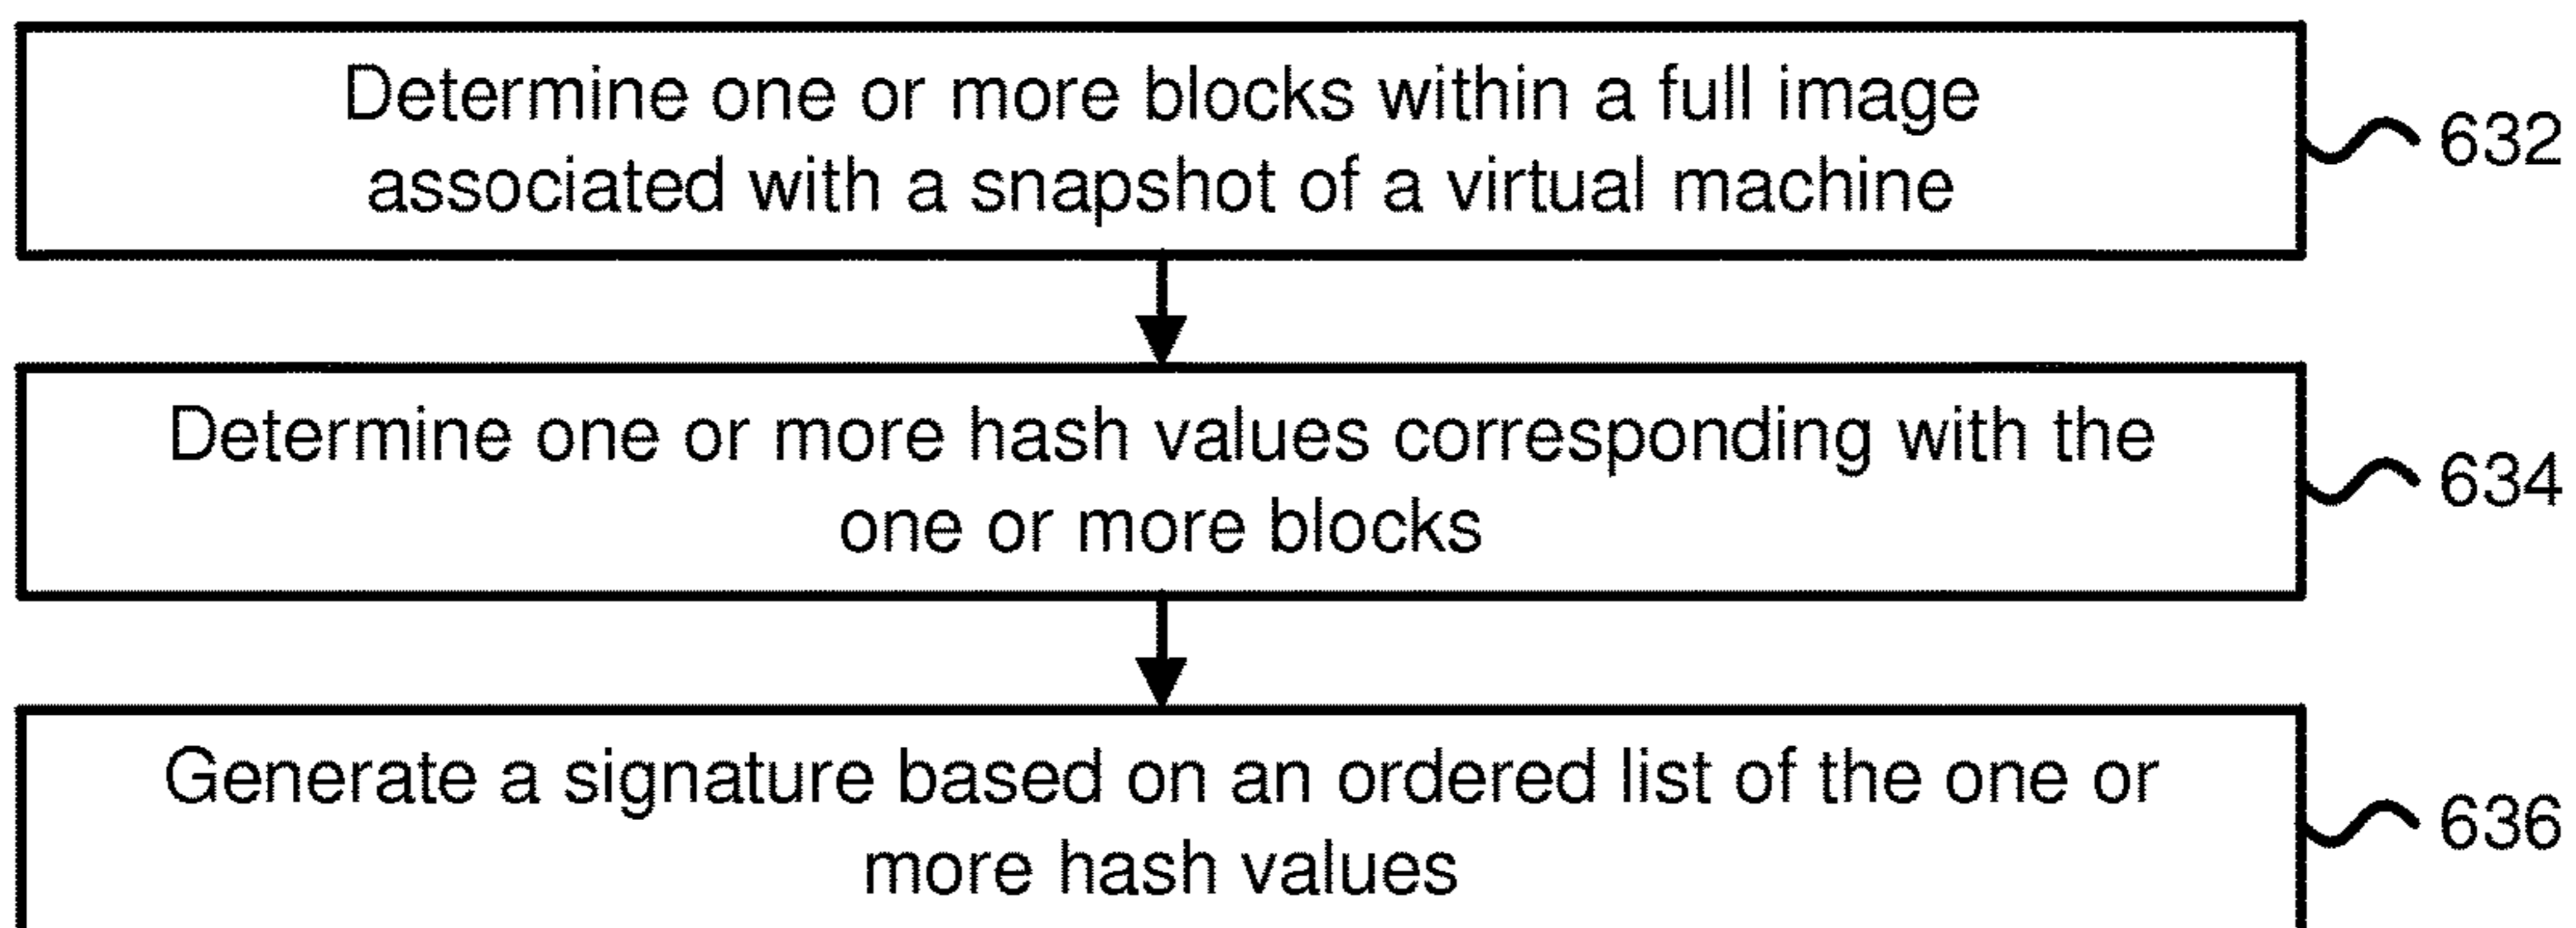 Determine one or more blocks within a full image
associated with a snapshot of a virtual machine
632
Determine one or more hash values corresponding with the
one or more blocks
634
Generate a signature based on an ordered list of the one or
more hash values
636